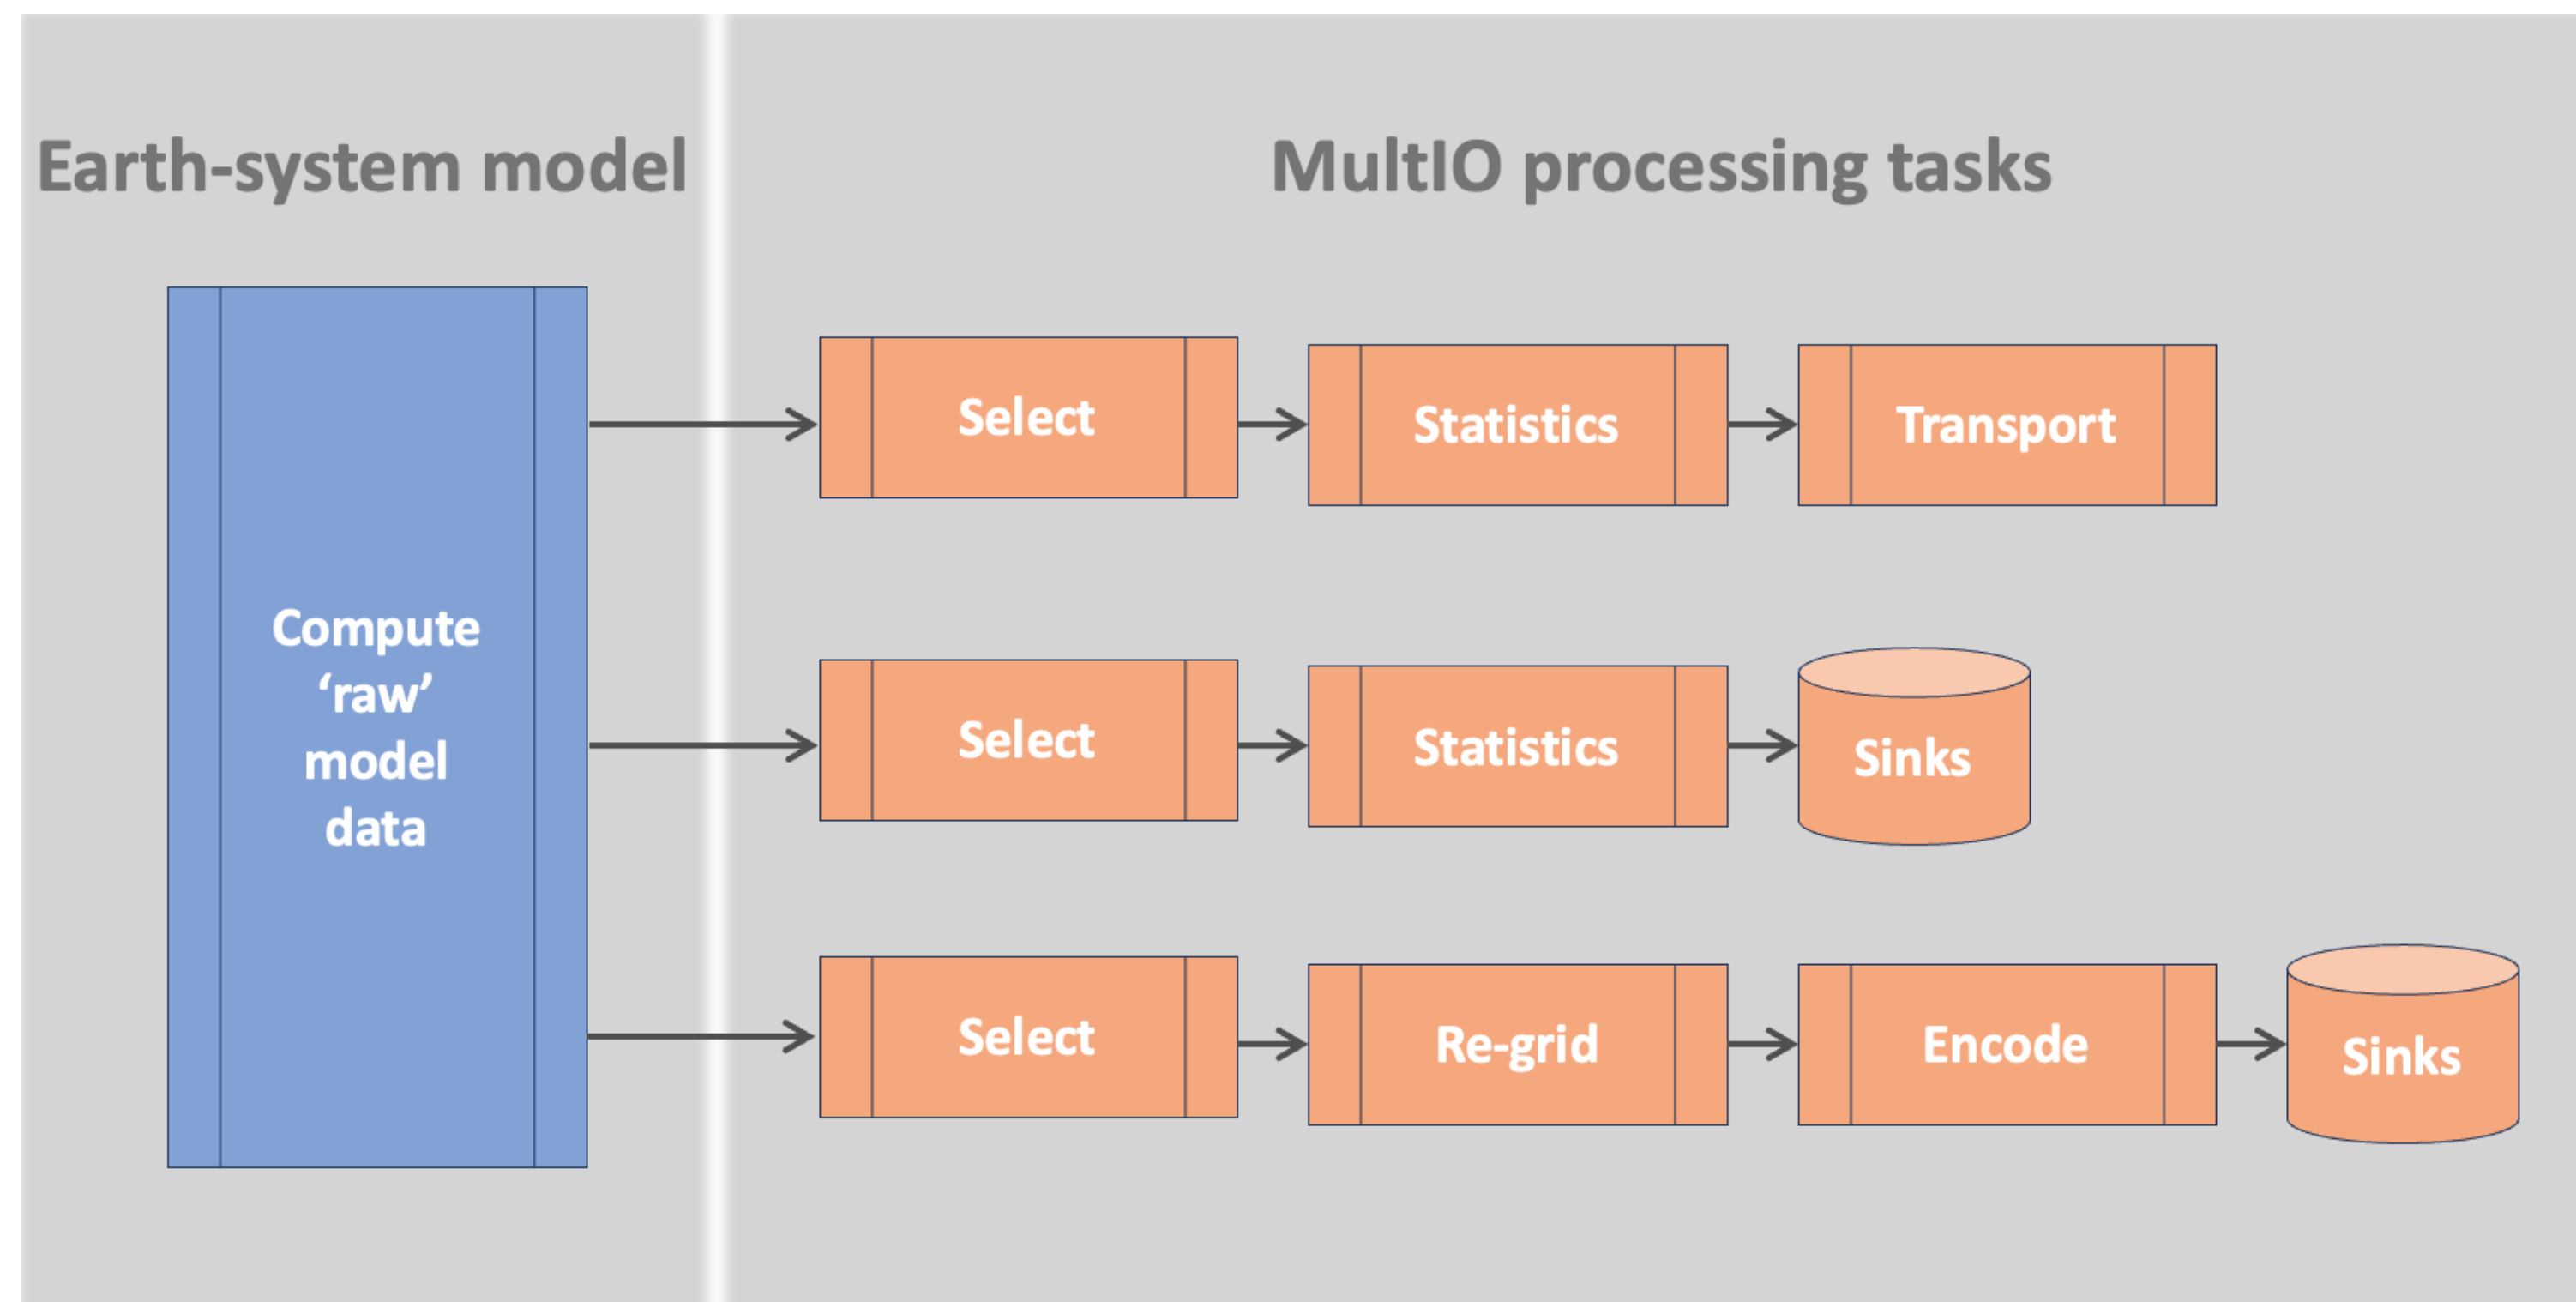 Earth-system model
MultIO processing tasks
Compute
‘raw’
model
data
Select
Statistics
Transport
Select
Statistics
Sinks
Select
Re-grid
Encode
Sinks